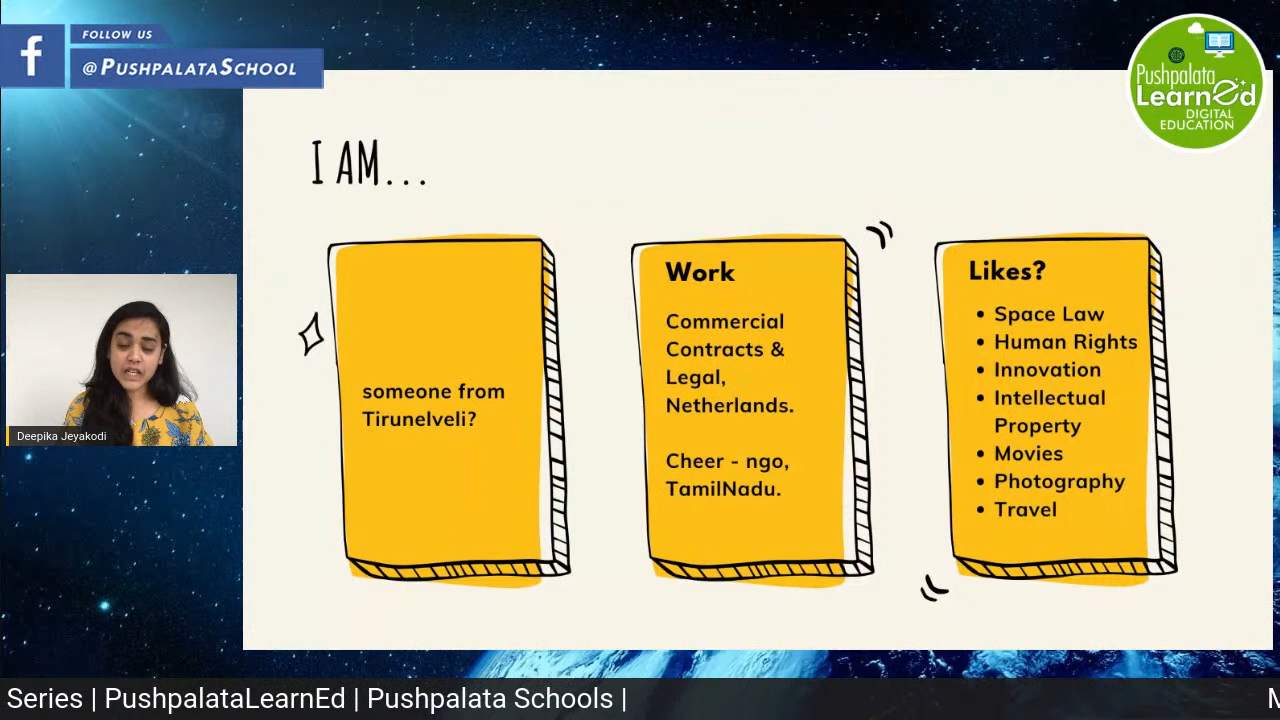 FOLLOW US
@PUSHPALATASCHOOL
Pushpalata
LearnEd
DIGITAL
EDUCATION
I AM...
someone from
Tirunelveli?
Work
Commercial
Contracts &
Legal,
Netherlands.
Cheer - ngo,
TamilNadu.
Likes?
• Space Law
• Human Rights
• Innovation
• Intellectual
Property
• Movies
• Photography
• Travel
Deepika Jeyakodi
Series | PushpalataLearnEd | Pushpalata Schools |